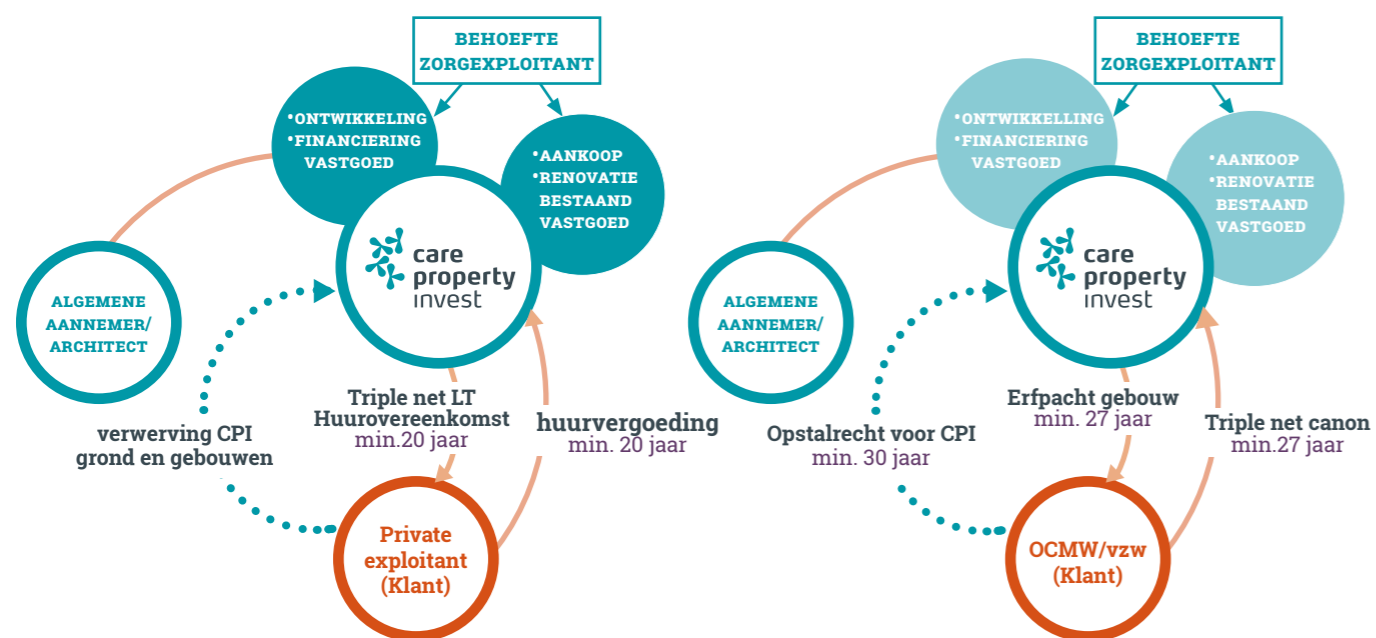 BEHOEFTE
ZORGEXPLOITANT
•ONTWIKKELING
•FINANCIERING
VASTGOED
•AANKOOP
•RENOVATIE
BESTAAND
VASTGOED
care
property
invest
ALGEMENE
AANNEMER/
ARCHITECT
verwerving CPI
grond en gebouwen
Triple net LT
Huurovereenkomst
min.20 jaar
huurvergoeding
min. 20 jaar
Private
exploitant
(Klant)
BEHOEFTE
ZORGEXPLOITANT
•ONTWIKKELLING
•FINANCIERING
VASTGOED
•AANKOOP
•RENOVATIE
BESTAAND
VASTGOED
care
property
invest
ALGEMENE
AANNEMER/
ARCHITECT
Opstalrecht voor CPI
min. 30 jaar
Erfpacht gebouw
min. 27 jaar
Triple net canon
min.27 jaar
OCMW/vzw
(Klant)